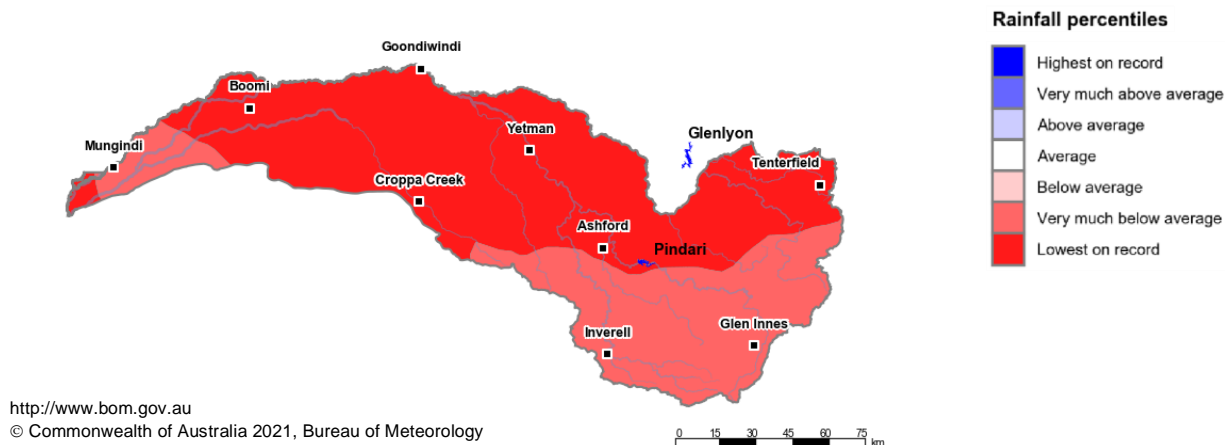 Goondiwindi
Boomi
Mungindi
Yetman
Croppa Creek
Glenlyon
Tenterfield
Ashford
Pindari
Inverell
Glen Innes
Rainfall percentiles
Highest on record
Very much above average
Above average
Average
Below average
Very much below average
Lowest on record
http://www.bom.gov.au
© Commonwealth of Australia 2021, Bureau of Meteorology
0 15 30 45 60 75
km